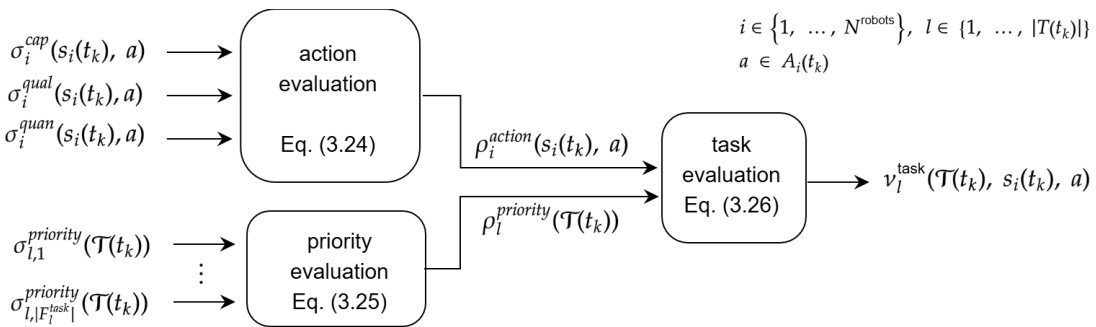 i ∈ {1, …, N^robots}, l ∈ {1, …, |T(t_k)|}
a ∈ A_i(t_k)
σ_i^cap(s_i(t_k), a)
σ_i^qual(s_i(t_k), a)
σ_i^quan(s_i(t_k), a)
action
evaluation
Eq. (3.24)
ρ_i^action(s_i(t_k), a)
σ_{l,1}^priority(𝒯(t_k))
⋮
σ_{l,|F_l^task|}^priority(𝒯(t_k))
priority
evaluation
Eq. (3.25)
ρ_l^priority(𝒯(t_k))
task
evaluation
Eq. (3.26)
ν_l^task(𝒯(t_k), s_i(t_k), a)